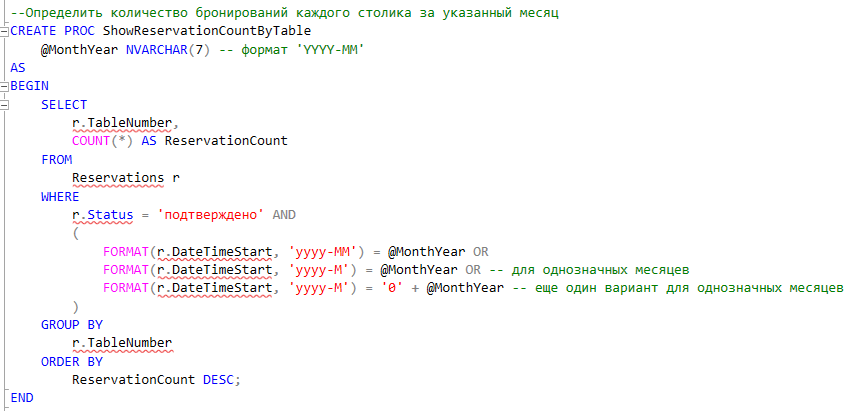 --Определить количество бронирований каждого столика за указанный месяц
CREATE PROC ShowReservationCountByTable
    @MonthYear NVARCHAR(7) -- формат 'YYYY-MM'
AS
BEGIN
    SELECT
        r.TableNumber,
        COUNT(*) AS ReservationCount
    FROM
        Reservations r
    WHERE
        r.Status = 'подтверждено' AND
        (
            FORMAT(r.DateTimeStart, 'yyyy-MM') = @MonthYear OR
            FORMAT(r.DateTimeStart, 'yyyy-M') = @MonthYear OR -- для однозначных месяцев
            FORMAT(r.DateTimeStart, 'yyyy-M') = '0' + @MonthYear -- еще один вариант для однозначных месяцев
        )
    GROUP BY
        r.TableNumber
    ORDER BY
        ReservationCount DESC;
END